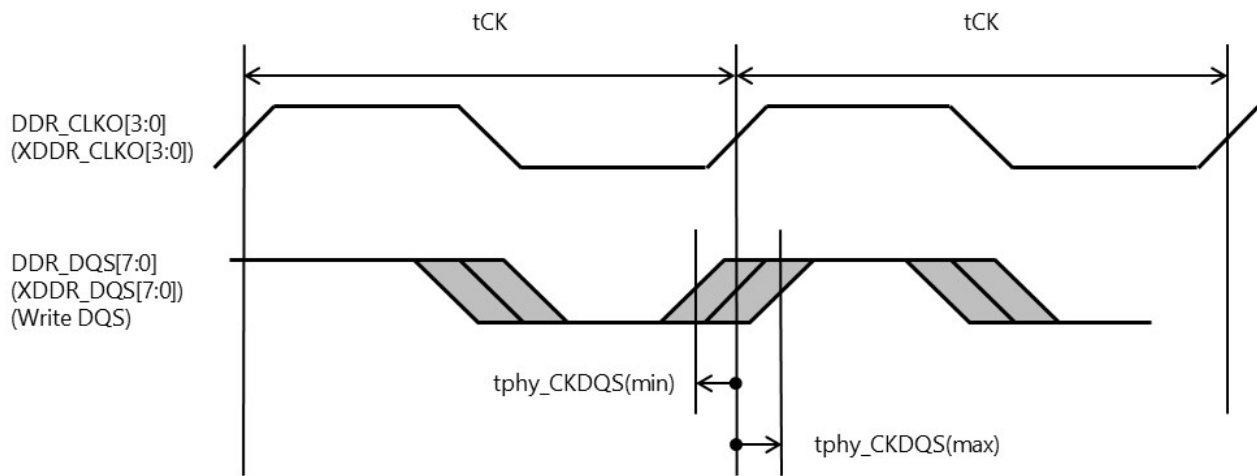 tCK
tCK
DDR_CLKO[3:0]
(XDDR_CLKO[3:0])
DDR_DQS[7:0]
(XDDR_DQS[7:0])
(Write DQS)
tphy_CKDQS(min)
tphy_CKDQS(max)